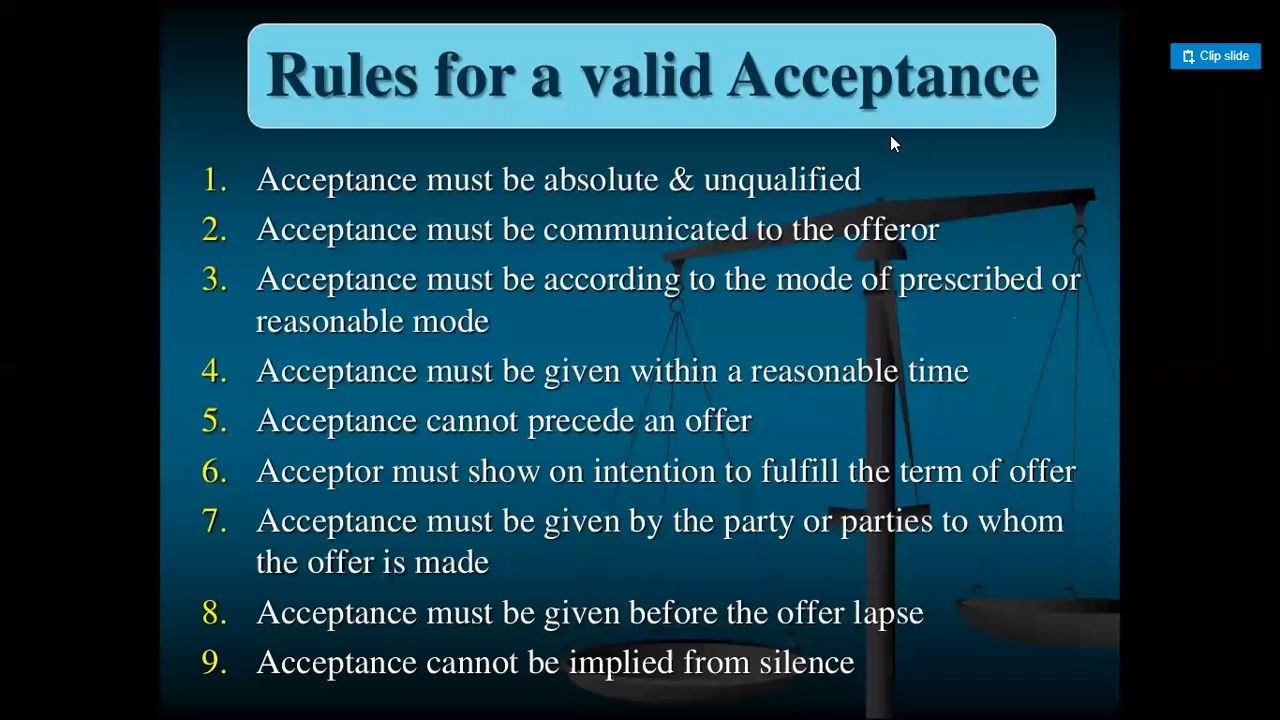 Rules for a valid Acceptance
Clip slide
1. Acceptance must be absolute & unqualified
2. Acceptance must be communicated to the offeror
3. Acceptance must be according to the mode of prescribed or
reasonable mode
4. Acceptance must be given within a reasonable time
5. Acceptance cannot precede an offer
6. Acceptor must show on intention to fulfill the term of offer
7. Acceptance must be given by the party or parties to whom
the offer is made
8. Acceptance must be given before the offer lapse
9. Acceptance cannot be implied from silence